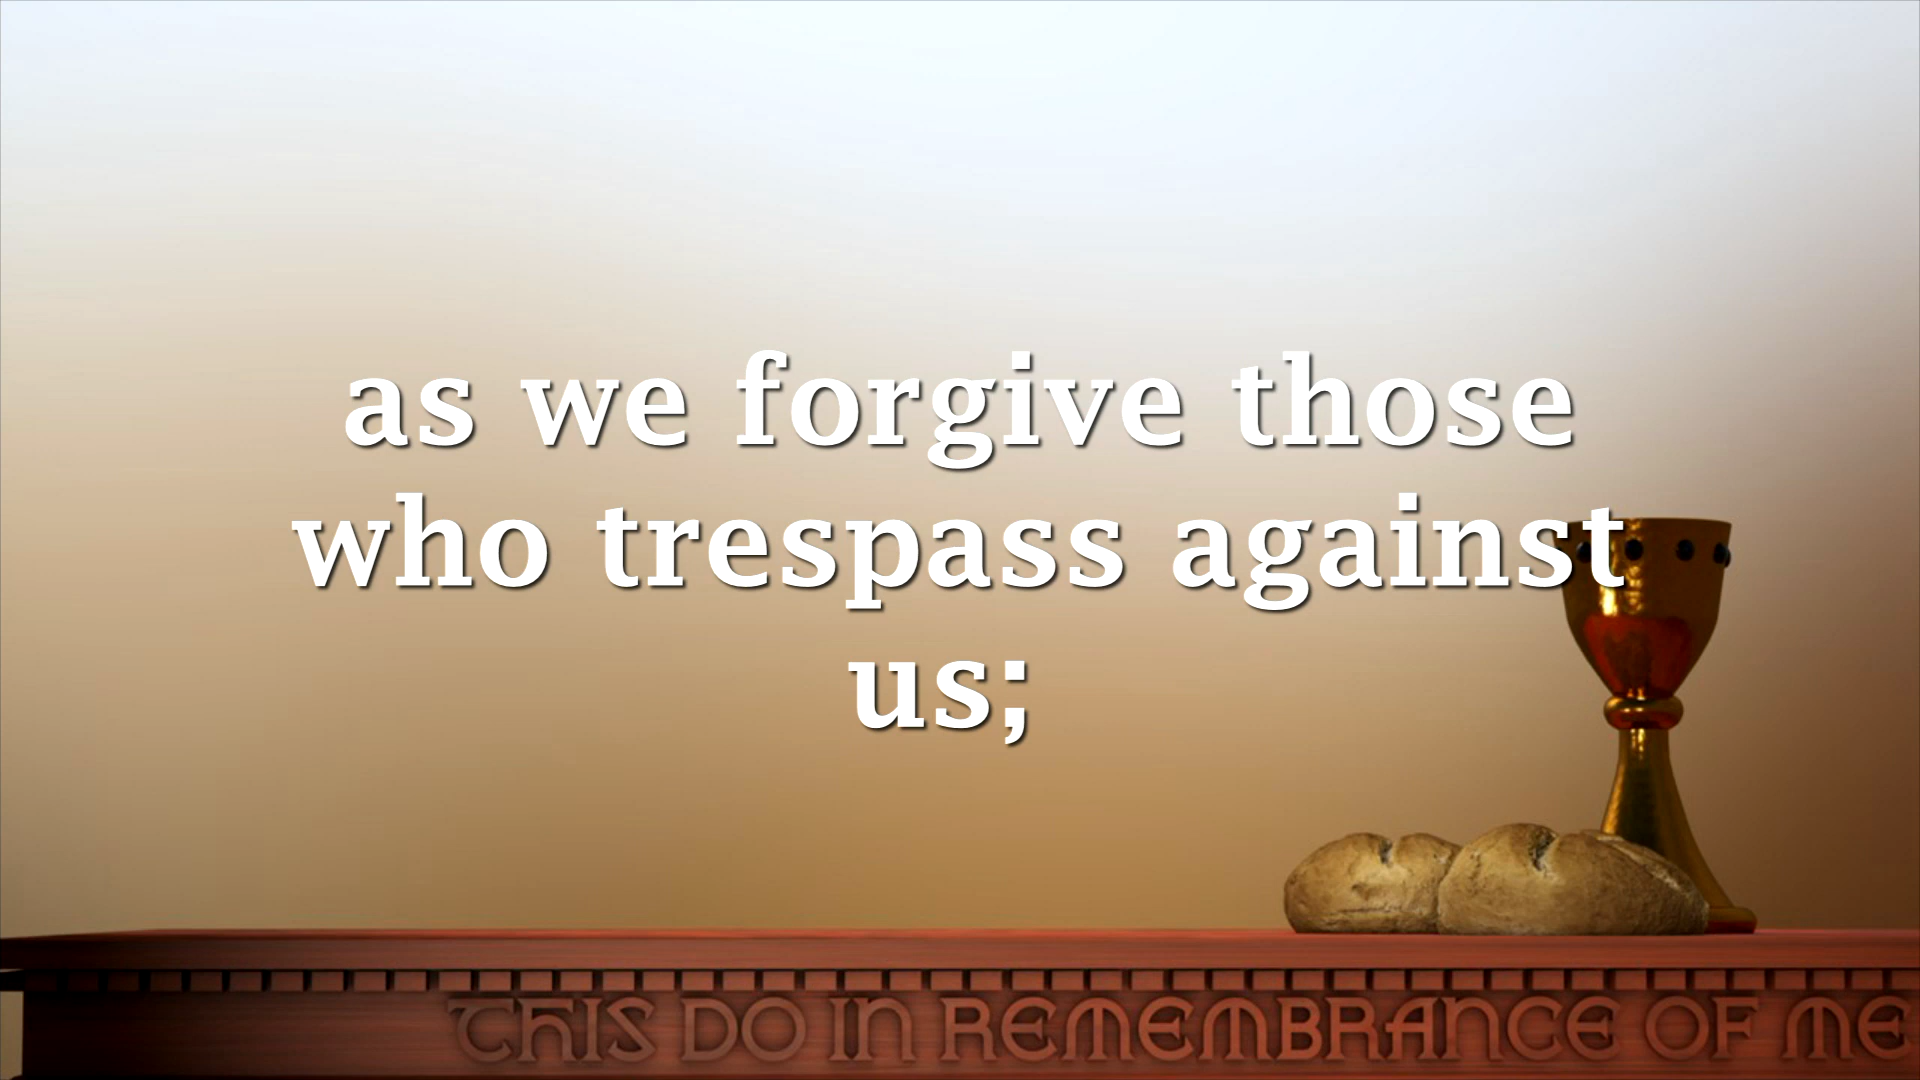 as we forgive those
who trespass against
us;
THIS DO IN REMEMBRANCE OF ME